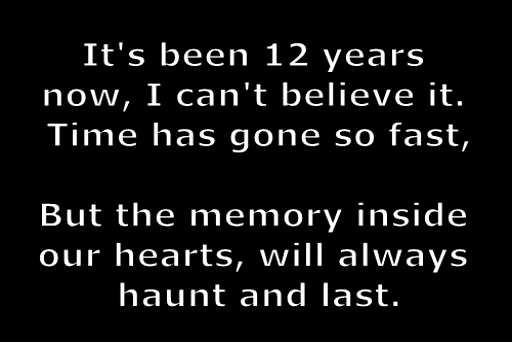 It's been 12 years
now, I can't believe it.
Time has gone so fast,
But the memory inside
our hearts, will always
haunt and last.